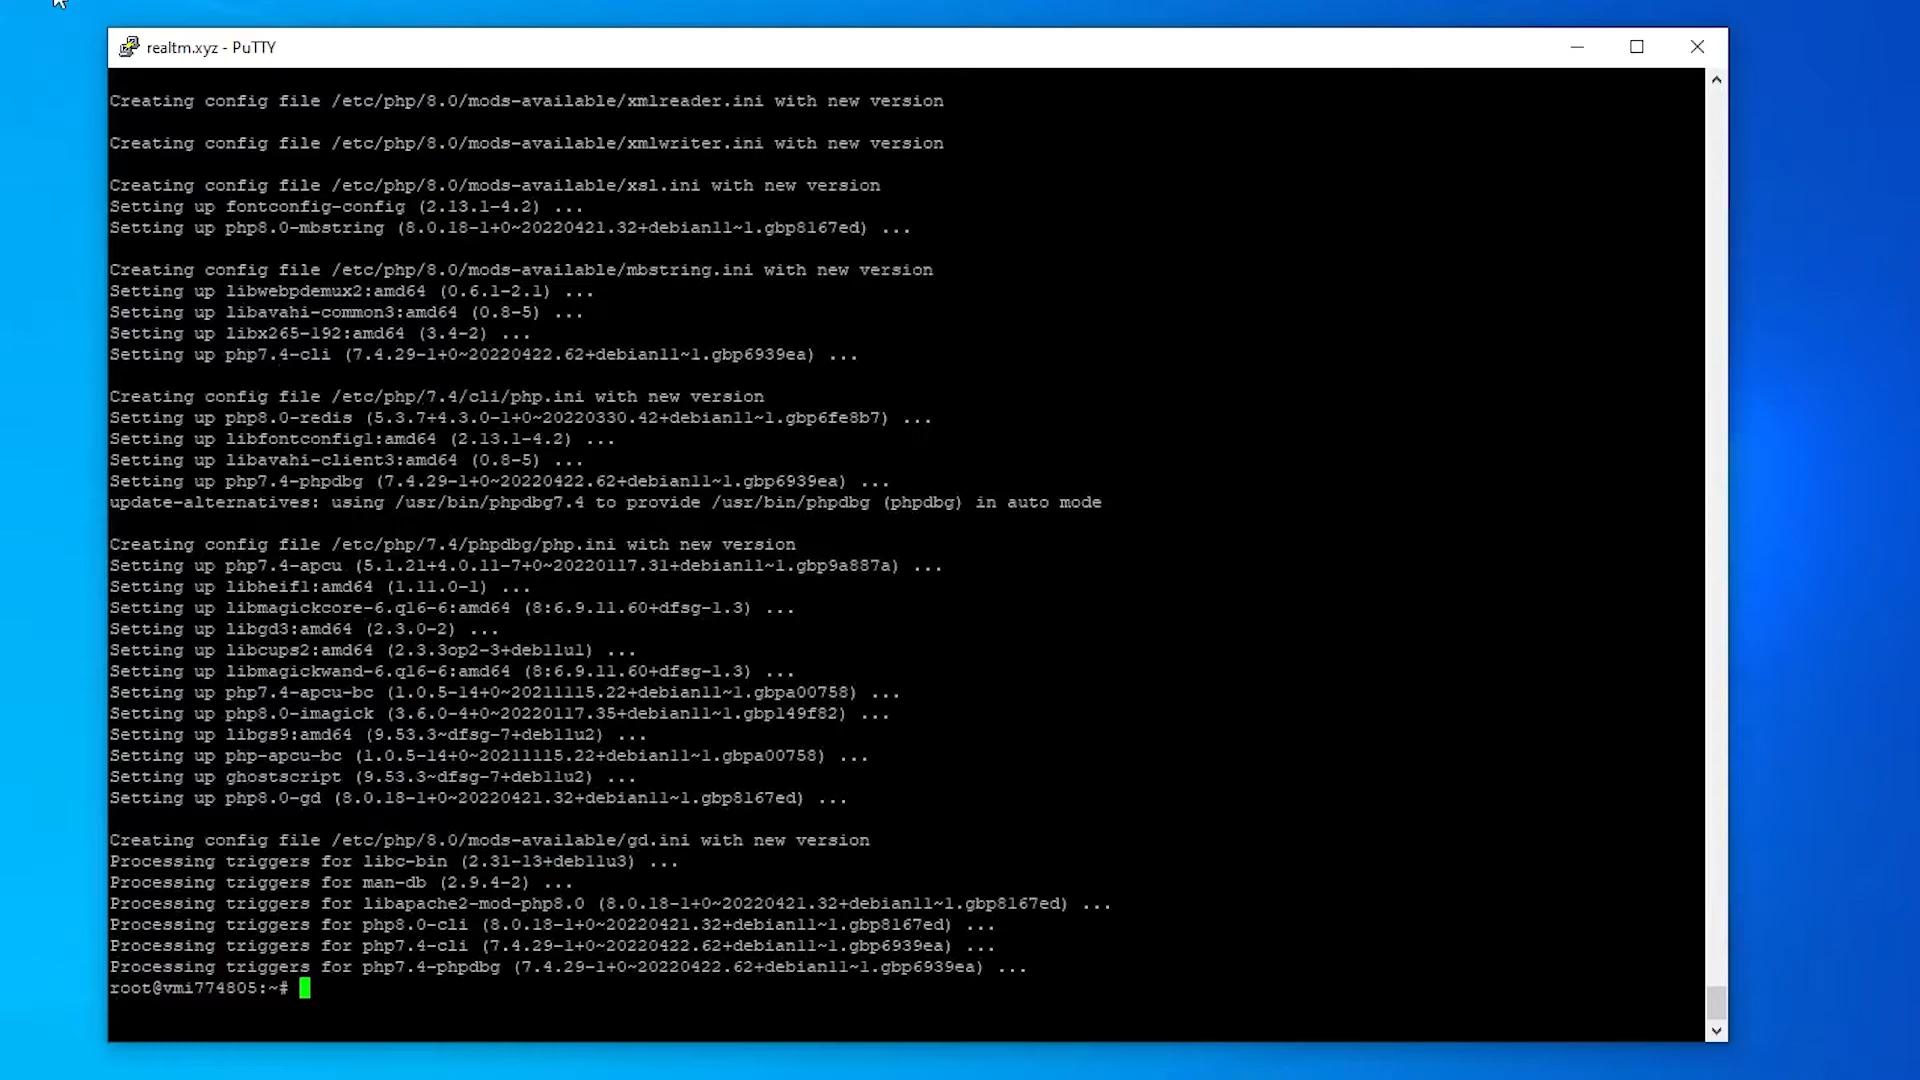 realtm.xyz - PuTTY
Creating config file /etc/php/8.0/mods-available/xmlreader.ini with new version
Creating config file /etc/php/8.0/mods-available/xmlwriter.ini with new version
Creating config file /etc/php/8.0/mods-available/xsl.ini with new version
Setting up fontconfig-config (2.13.1-4.2) ...
Setting up php8.0-mbstring (8.0.18-1+0~20220421.32+debian11~1.gbp8167ed) ...
Creating config file /etc/php/8.0/mods-available/mbstring.ini with new version
Setting up libwebpdemux2:amd64 (0.6.1-2.1) ...
Setting up libavahi-common3:amd64 (0.8-5) ...
Setting up libx265-192:amd64 (3.4-2) ...
Setting up php7.4-cli (7.4.29-1+0~20220422.62+debian11~1.gbp6939ea) ...
Creating config file /etc/php/7.4/cli/php.ini with new version
Setting up php8.0-redis (5.3.7+4.3.0-1+0~20220330.42+debian11~1.gbp6fe8b7) ...
Setting up libfontconfig1:amd64 (2.13.1-4.2) ...
Setting up libavahi-client3:amd64 (0.8-5) ...
Setting up php7.4-phpdbg (7.4.29-1+0~20220422.62+debian11~1.gbp6939ea) ...
update-alternatives: using /usr/bin/phpdbg7.4 to provide /usr/bin/phpdbg (phpdbg) in auto mode
Creating config file /etc/php/7.4/phpdbg/php.ini with new version
Setting up php7.4-apcu (5.1.21+4.0.11-7+0~20220117.31+debian11~1.gbp9a887a) ...
Setting up libheif1:amd64 (1.11.0-1) ...
Setting up libmagickcore-6.q16-6:amd64 (8:6.9.11.60+dfsg-1.3) ...
Setting up libgd3:amd64 (2.3.0-2) ...
Setting up libcups2:amd64 (2.3.3op2-3+deb11u1) ...
Setting up libmagickwand-6.q16-6:amd64 (8:6.9.11.60+dfsg-1.3) ...
Setting up php7.4-apcu-bc (1.0.5-14+0~20211115.22+debian11~1.gbpa00758) ...
Setting up php8.0-imagick (3.6.0-4+0~20220117.35+debian11~1.gbp149f82) ...
Setting up libgs9:amd64 (9.53.3~dfsg-7+deb11u2) ...
Setting up php-apcu-bc (1.0.5-14+0~20211115.22+debian11~1.gbpa00758) ...
Setting up ghostscript (9.53.3~dfsg-7+deb11u2) ...
Setting up php8.0-gd (8.0.18-1+0~20220421.32+debian11~1.gbp8167ed) ...
Creating config file /etc/php/8.0/mods-available/gd.ini with new version
Processing triggers for libc-bin (2.31-13+deb11u3) ...
Processing triggers for man-db (2.9.4-2) ...
Processing triggers for libapache2-mod-php8.0 (8.0.18-1+0~20220421.32+debian11~1.gbp8167ed) ...
Processing triggers for php8.0-cli (8.0.18-1+0~20220421.32+debian11~1.gbp8167ed) ...
Processing triggers for php7.4-cli (7.4.29-1+0~20220422.62+debian11~1.gbp6939ea) ...
Processing triggers for php7.4-phpdbg (7.4.29-1+0~20220422.62+debian11~1.gbp6939ea) ...
root@vmi774805:~#